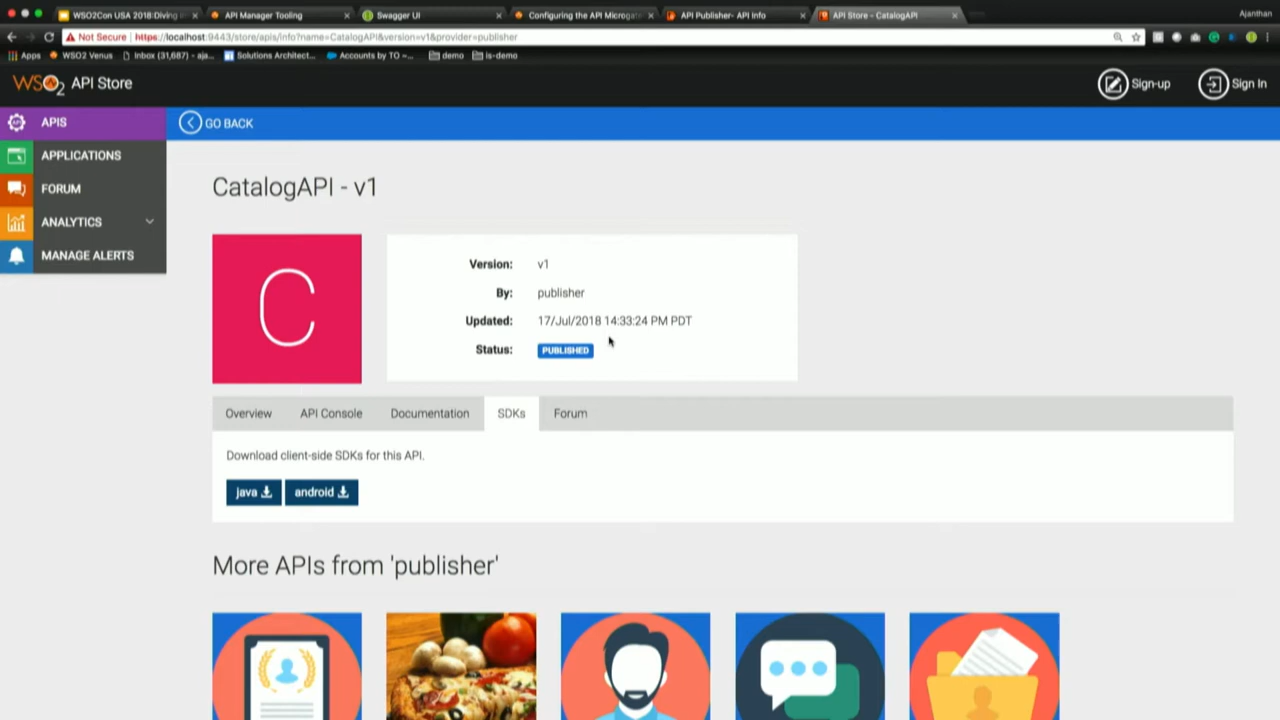 WSO2Con USA 2018:Diving
API Manager Tooling
Swagger UI
Configuring the API Microgat
API Publisher- API Info
API Store - CatalogAPI
Ajanthan
Not Secure | https://localhost:9443/store/apis/info?name=CatalogAPI&version=v1&provider=publisher
Apps
WSO2 Venus
Inbox (31,687) - aja...
Solutions Architect...
Accounts by TO –...
demo
is-demo
WSO2 API Store
Sign-up
Sign In
APIS
GO BACK
APPLICATIONS
FORUM
ANALYTICS
MANAGE ALERTS
CatalogAPI - v1
C
Version: v1
By: publisher
Updated: 17/Jul/2018 14:33:24 PM PDT
Status: PUBLISHED
Overview
API Console
Documentation
SDKs
Forum
Download client-side SDKs for this API.
java
android
More APIs from 'publisher'